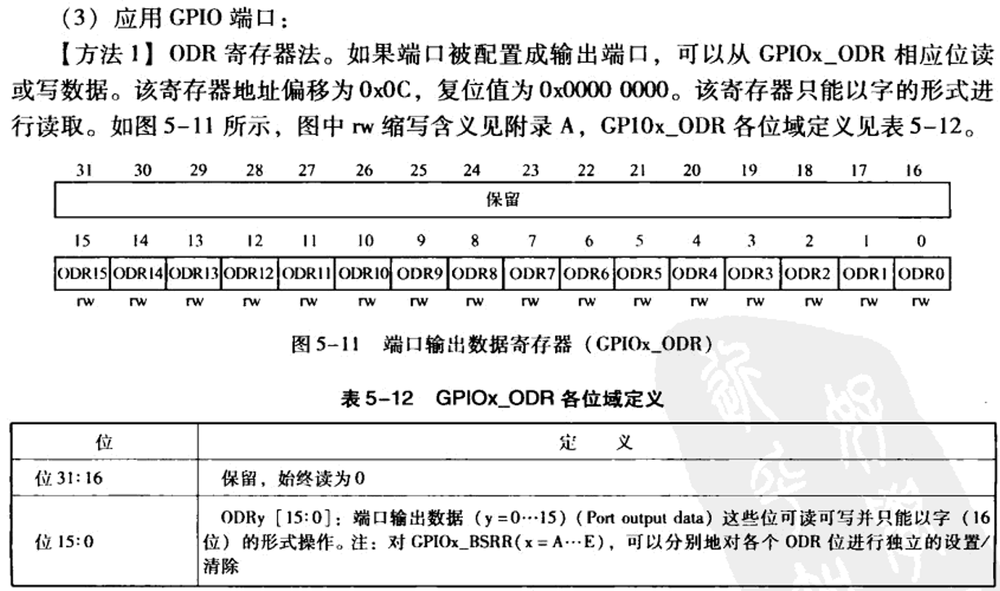 （3）应用 GPIO 端口：
【方法 1】ODR 寄存器法。如果端口被配置成输出端口，可以从 GPIOx_ODR 相应位读
或写数据。该寄存器地址偏移为 0x0C，复位值为 0x0000 0000。该寄存器只能以字的形式进
行读取。如图 5-11 所示，图中 rw 缩写含义见附录 A，GP10x_ODR 各位域定义见表 5-12。
31 30 29 28 27 26 25 24 23 22 21 20 19 18 17 16
保留
15 14 13 12 11 10 9 8 7 6 5 4 3 2 1 0
ODR15 ODR14 ODR13 ODR12 ODR11 ODR10 ODR9 ODR8 ODR7 ODR6 ODR5 ODR4 ODR3 ODR2 ODR1 ODR0
rw rw rw rw rw rw rw rw rw rw rw rw rw rw rw rw
图 5-11 端口输出数据寄存器（GPIOx_ODR）
表 5-12 GPIOx_ODR 各位域定义
位 定 义
位 31:16 保留，始终读为 0
位 15:0 ODRy［15:0］：端口输出数据（y=0…15）（Port output data）这些位可读可写并只能以字（16
位）的形式操作。注：对 GPIOx_BSRR(x = A…E)，可以分别地对各个 ODR 位进行独立的设置/
清除